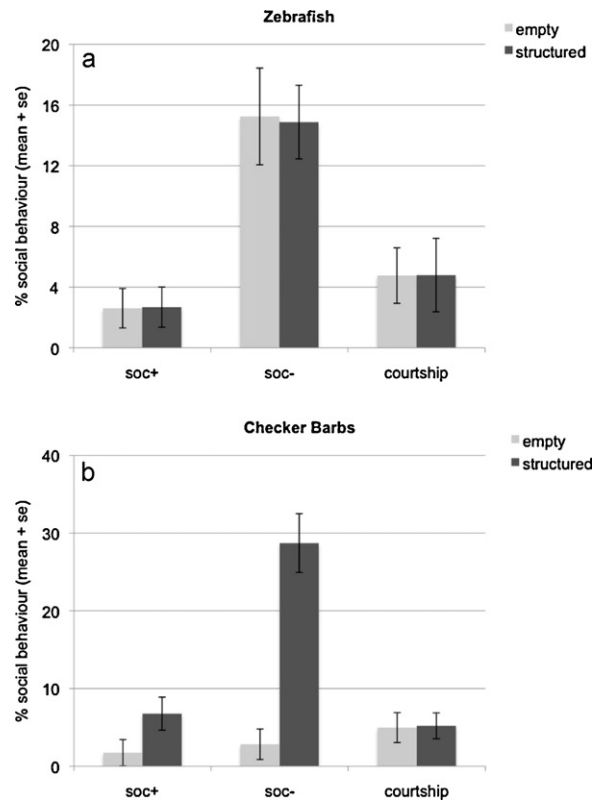 Zebrafish
empty
structured
a
% social behaviour (mean + se)
20
16
12
8
4
0
soc+ soc- courtship
Checker Barbs
empty
structured
b
% social behaviour (mean + se)
40
30
20
10
0
soc+ soc- courtship